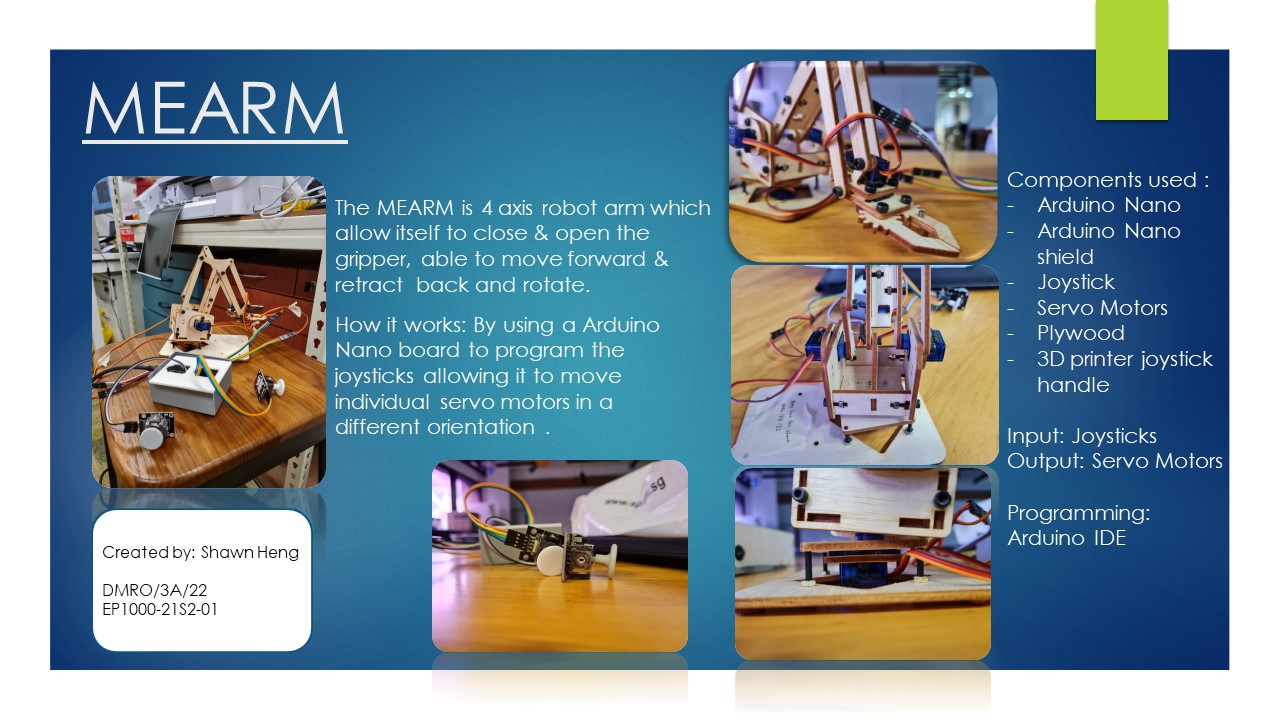 MEARM
The MEARM is 4 axis robot arm which
allow itself to close & open the
gripper, able to move forward &
retract back and rotate.
How it works: By using a Arduino
Nano board to program the
joysticks allowing it to move
individual servo motors in a
different orientation .
Components used :
- Arduino Nano
- Arduino Nano
shield
- Joystick
- Servo Motors
- Plywood
- 3D printer joystick
handle
Input: Joysticks
Output: Servo Motors
Programming:
Arduino IDE
Created by: Shawn Heng
DMRO/3A/22
EP1000-21S2-01